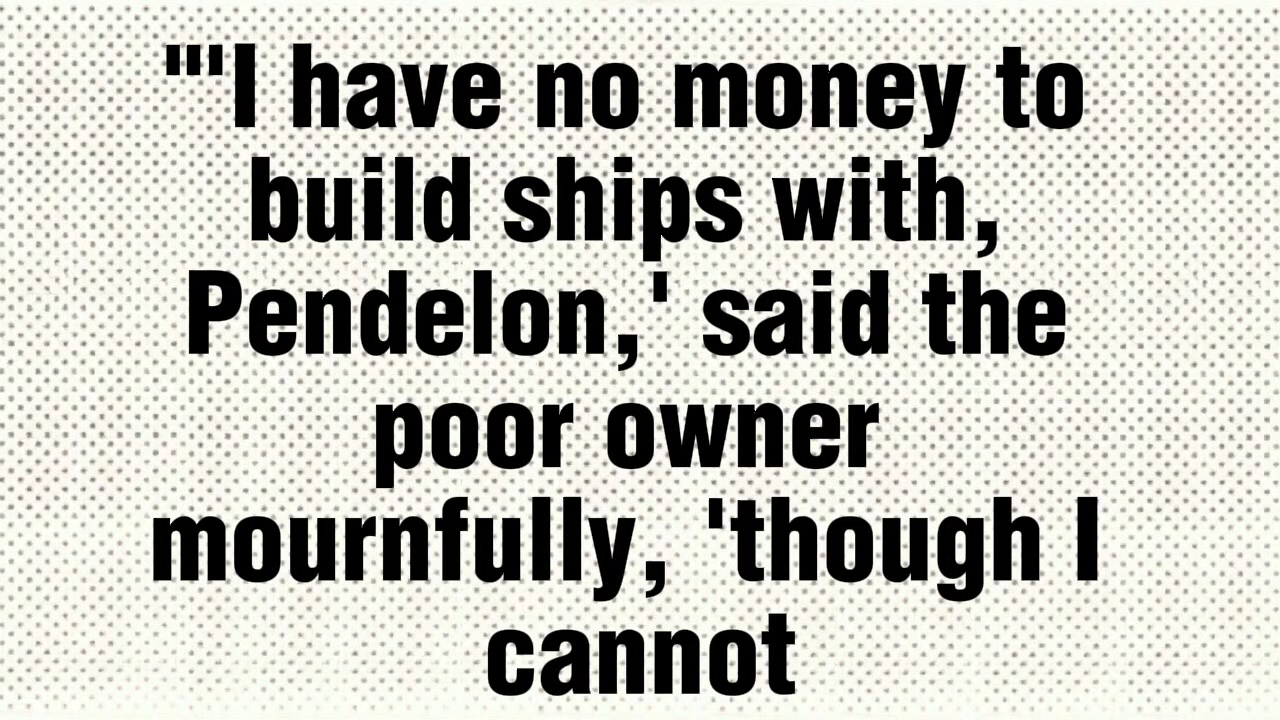 "'I have no money to
build ships with,
Pendelon,' said the
poor owner
mournfully, 'though I
cannot